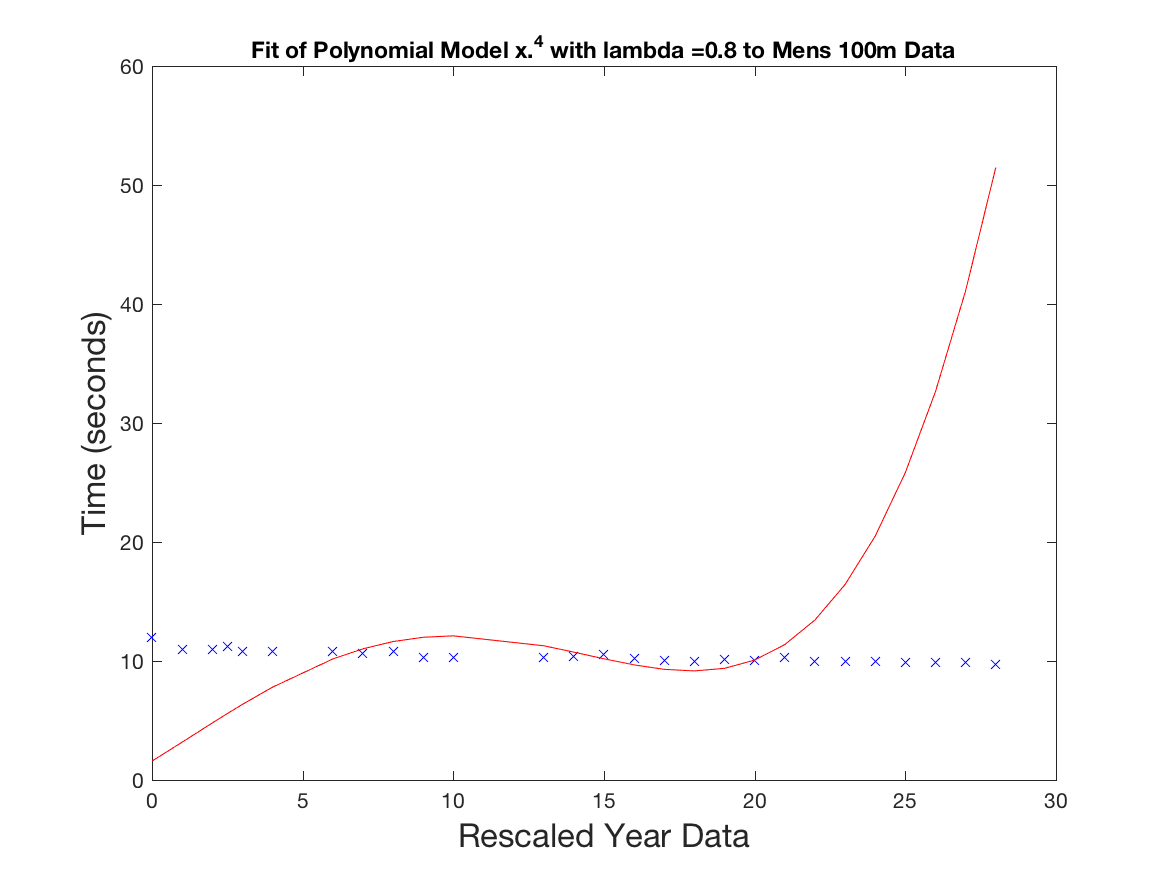 Fit of Polynomial Model x.⁴ with lambda =0.8 to Mens 100m Data
60
50
40
30
20
10
0
Time (seconds)
0 5 10 15 20 25 30
Rescaled Year Data